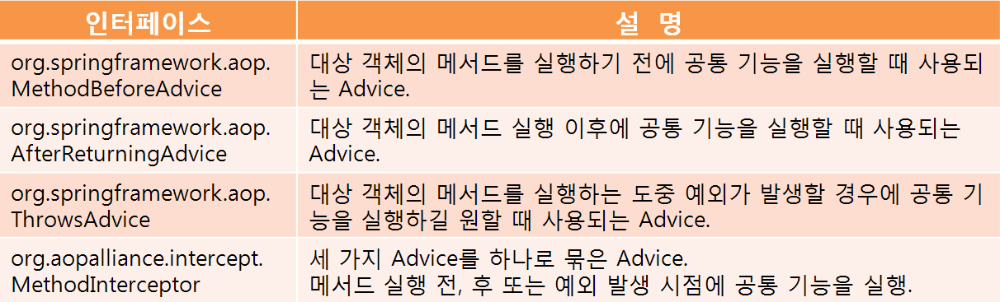 인터페이스
설 명
org.springframework.aop.
MethodBeforeAdvice
대상 객체의 메서드를 실행하기 전에 공통 기능을 실행할 때 사용되
는 Advice.
org.springframework.aop.
AfterReturningAdvice
대상 객체의 메서드 실행 이후에 공통 기능을 실행할 때 사용되는
Advice.
org.springframework.aop.
ThrowsAdvice
대상 객체의 메서드를 실행하는 도중 예외가 발생할 경우에 공통 기
능을 실행하길 원할 때 사용되는 Advice.
org.aopalliance.intercept.
MethodInterceptor
세 가지 Advice를 하나로 묶은 Advice.
메서드 실행 전, 후 또는 예외 발생 시점에 공통 기능을 실행.